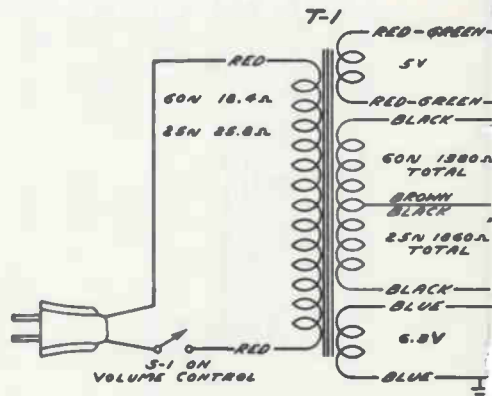 T-1
RED
60N 18.4Ω
25N 25.8Ω
RED
S-1 ON
VOLUME CONTROL
RED-GREEN
5V
RED-GREEN
BLACK
60N 1380Ω
TOTAL
BROWN
BLACK
25N 1860Ω
TOTAL
BLACK
BLUE
6.3V
BLUE